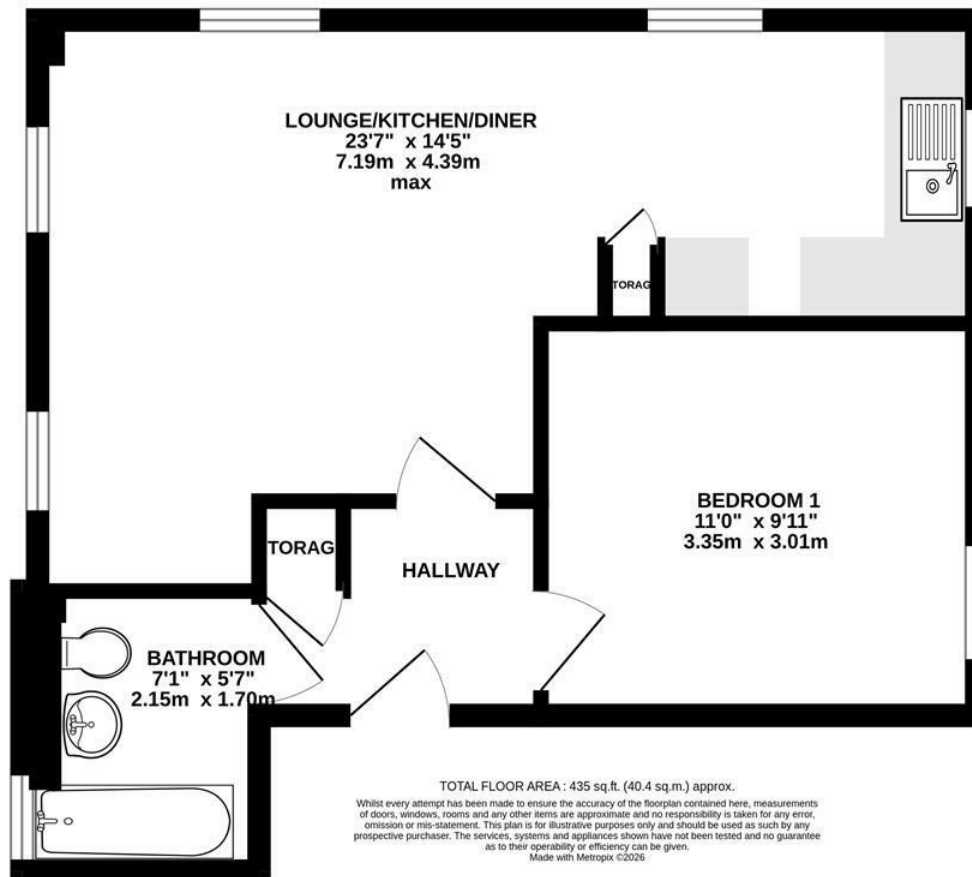 LOUNGE/KITCHEN/DINER
23'7" x 14'5"
7.19m x 4.39m
max
TORAG
BEDROOM 1
11'0" x 9'11"
3.35m x 3.01m
TORAG
HALLWAY
BATHROOM
7'1" x 5'7"
2.15m x 1.70m
TOTAL FLOOR AREA : 435 sq.ft. (40.4 sq.m.) approx.
Whilst every attempt has been made to ensure the accuracy of the floorplan contained here, measurements
of doors, windows, rooms and any other items are approximate and no responsibility is taken for any error,
omission or mis-statement. This plan is for illustrative purposes only and should be used as such by any
prospective purchaser. The services, systems and appliances shown have not been tested and no guarantee
as to their operability or efficiency can be given.
Made with Metropix ©2026